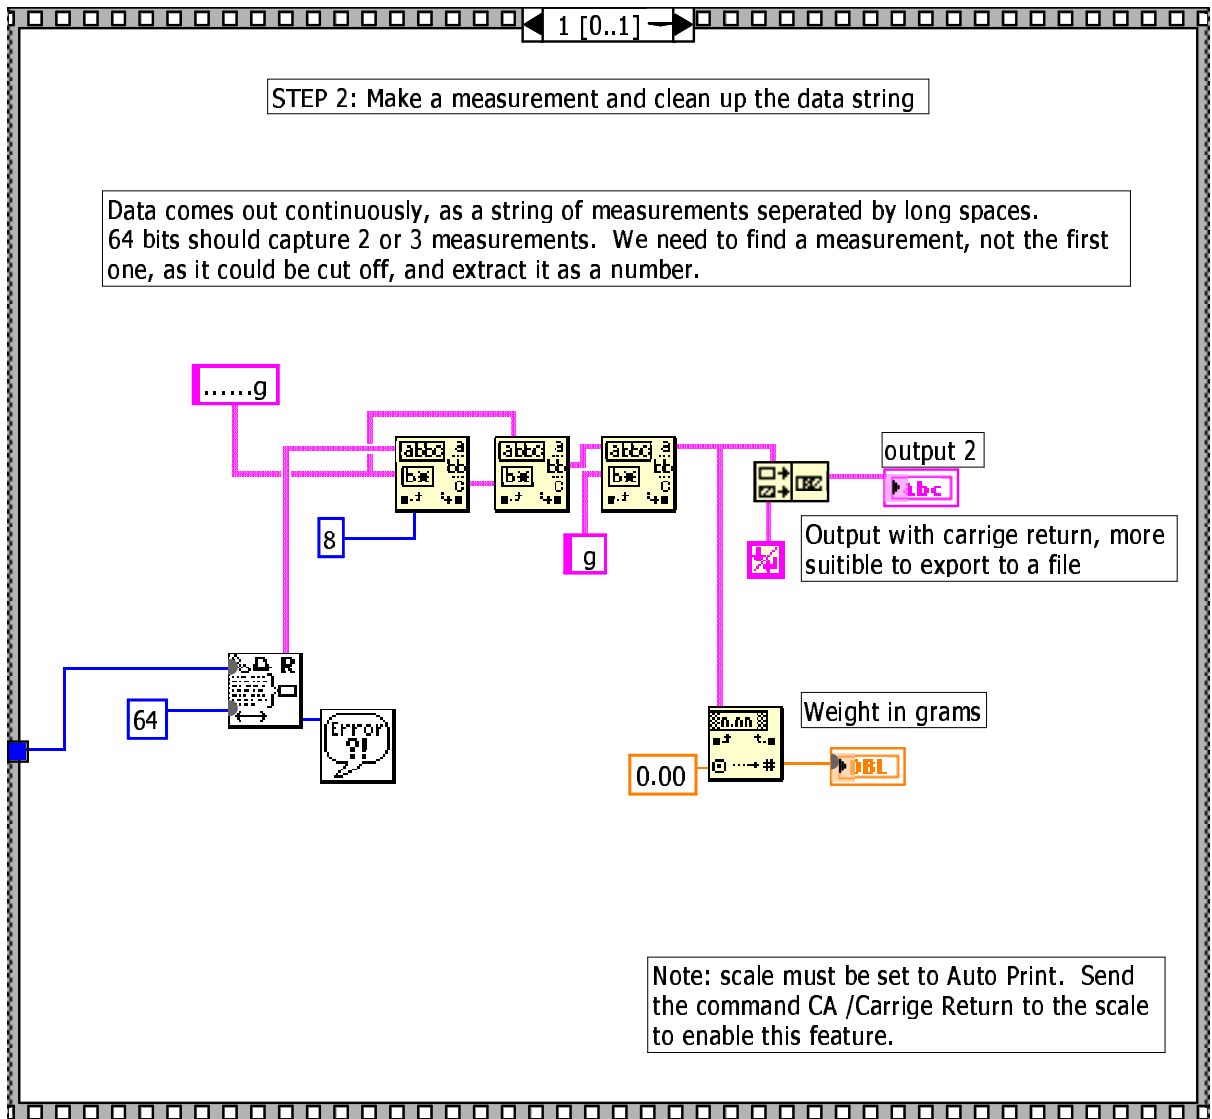 1 [0..1]
STEP 2: Make a measurement and clean up the data string
Data comes out continuously, as a string of measurements seperated by long spaces.
64 bits should capture 2 or 3 measurements.  We need to find a measurement, not the first
one, as it could be cut off, and extract it as a number.
......g
8
g
output 2
abc
Output with carrige return, more
suitible to export to a file
R
64
Error
?!
n.nn
0.00
Weight in grams
DBL
Note: scale must be set to Auto Print.  Send
the command CA /Carrige Return to the scale
to enable this feature.